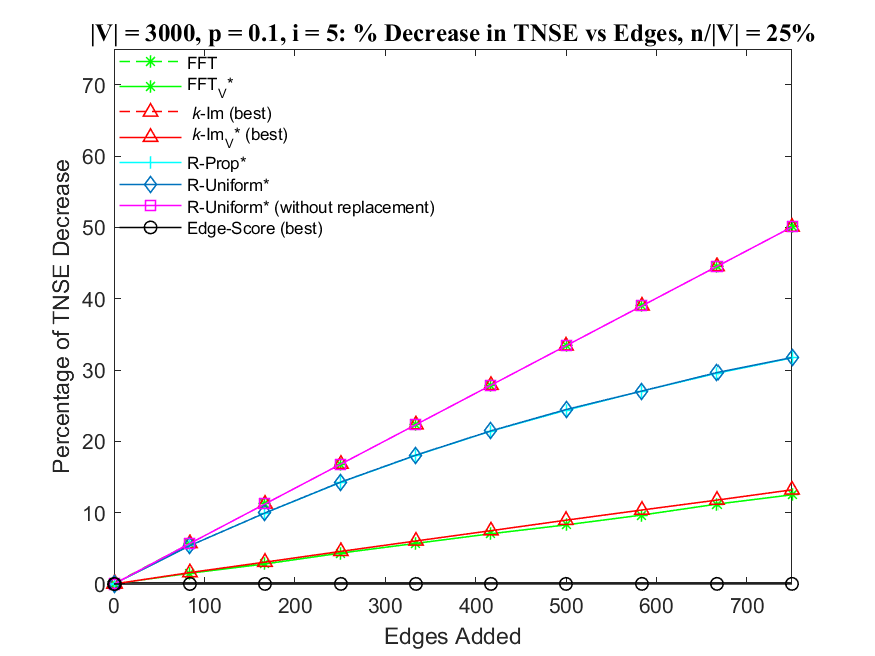 |V| = 3000, p = 0.1, i = 5: % Decrease in TNSE vs Edges, n/|V| = 25%
FFT
FFT_V*
k-Im (best)
k-Im_V* (best)
R-Prop*
R-Uniform*
R-Uniform* (without replacement)
Edge-Score (best)
Percentage of TNSE Decrease
70
60
50
40
30
20
10
0
0 100 200 300 400 500 600 700
Edges Added